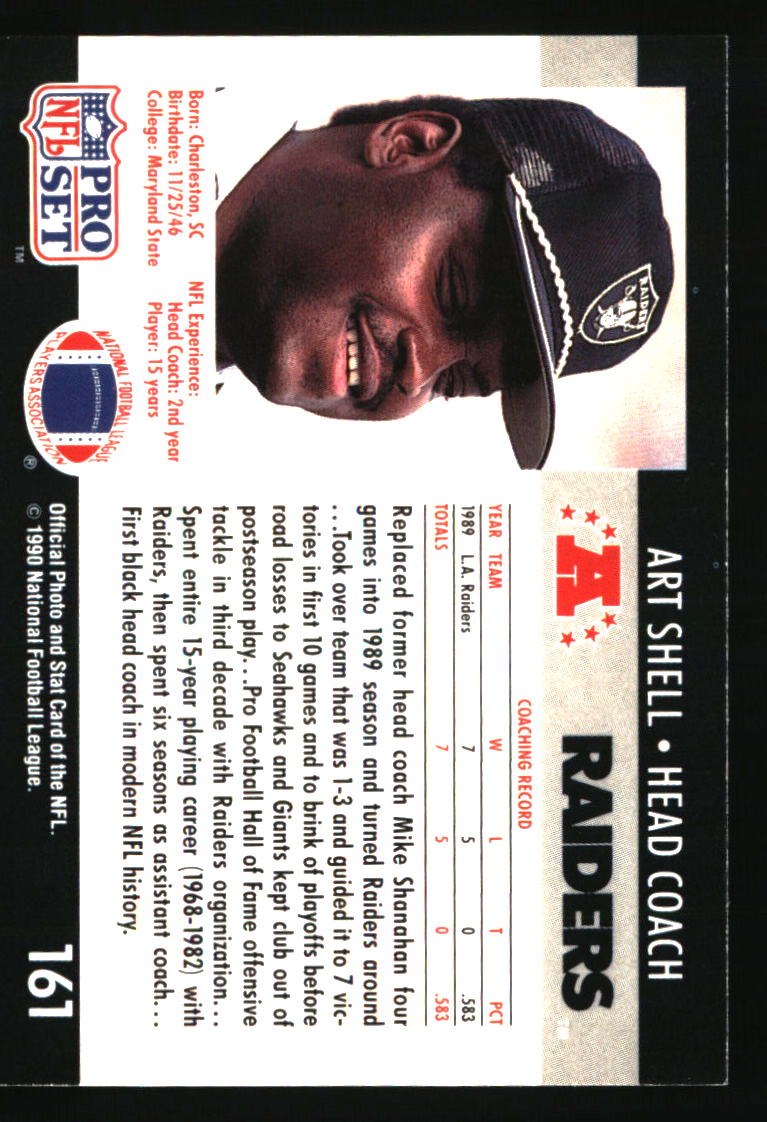 ART SHELL • HEAD COACH
RAIDERS
A
RAIDERS
COACHING RECORD
YEAR TEAM W L T PCT
1989 L.A. Raiders 7 5 0 .583
TOTALS 7 5 0 .583
Replaced former head coach Mike Shanahan four
games into 1989 season and turned Raiders around
...Took over team that was 1-3 and guided it to 7 vic-
tories in first 10 games and to brink of playoffs before
road losses to Seahawks and Giants kept club out of
postseason play...Pro Football Hall of Fame offensive
tackle in third decade with Raiders organization...
Spent entire 15-year playing career (1968-1982) with
Raiders, then spent six seasons as assistant coach...
First black head coach in modern NFL history.
Born: Charleston, SC
Birthdate: 11/25/46
College: Maryland State
NFL Experience:
Head Coach: 2nd year
Player: 15 years
PRO
NFL SET
TM
NATIONAL FOOTBALL LEAGUE
PLAYERS ASSOCIATION
®
Official Photo and Stat Card of the NFL.
© 1990 National Football League.
161